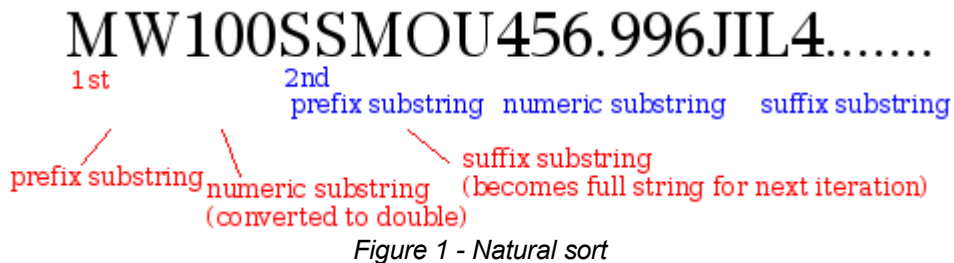 MW100SSMOU456.996JIL4.......
1st
2nd
prefix substring numeric substring suffix substring
prefix substring
numeric substring
(converted to double)
suffix substring
(becomes full string for next iteration)
Figure 1 - Natural sort